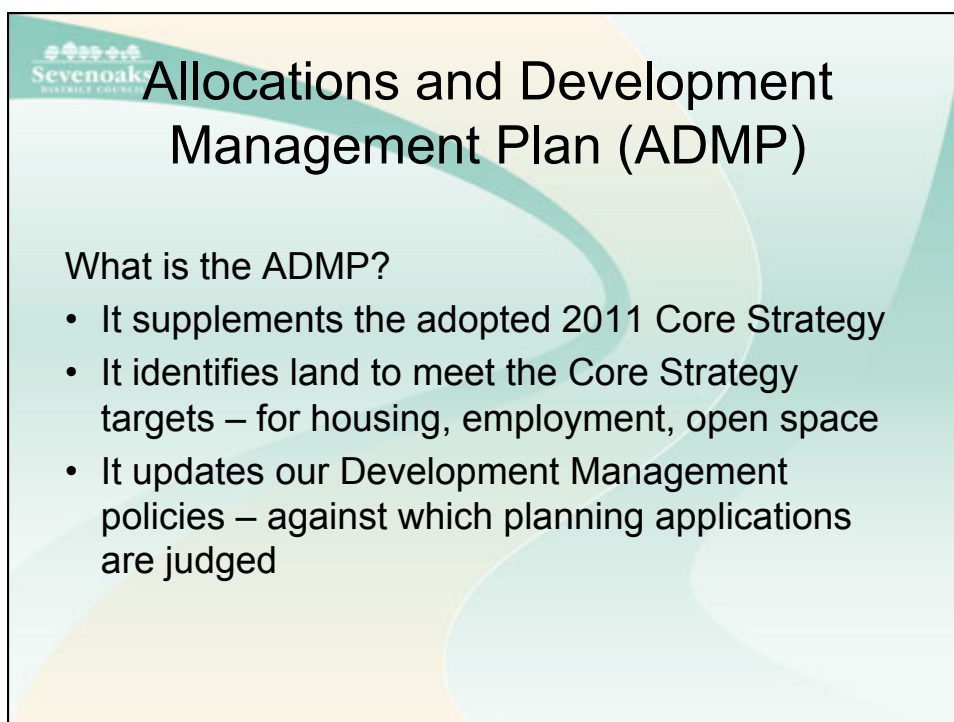 Sevenoaks
DISTRICT COUNCIL
Allocations and Development
Management Plan (ADMP)
What is the ADMP?
• It supplements the adopted 2011 Core Strategy
• It identifies land to meet the Core Strategy
targets – for housing, employment, open space
• It updates our Development Management
policies – against which planning applications
are judged